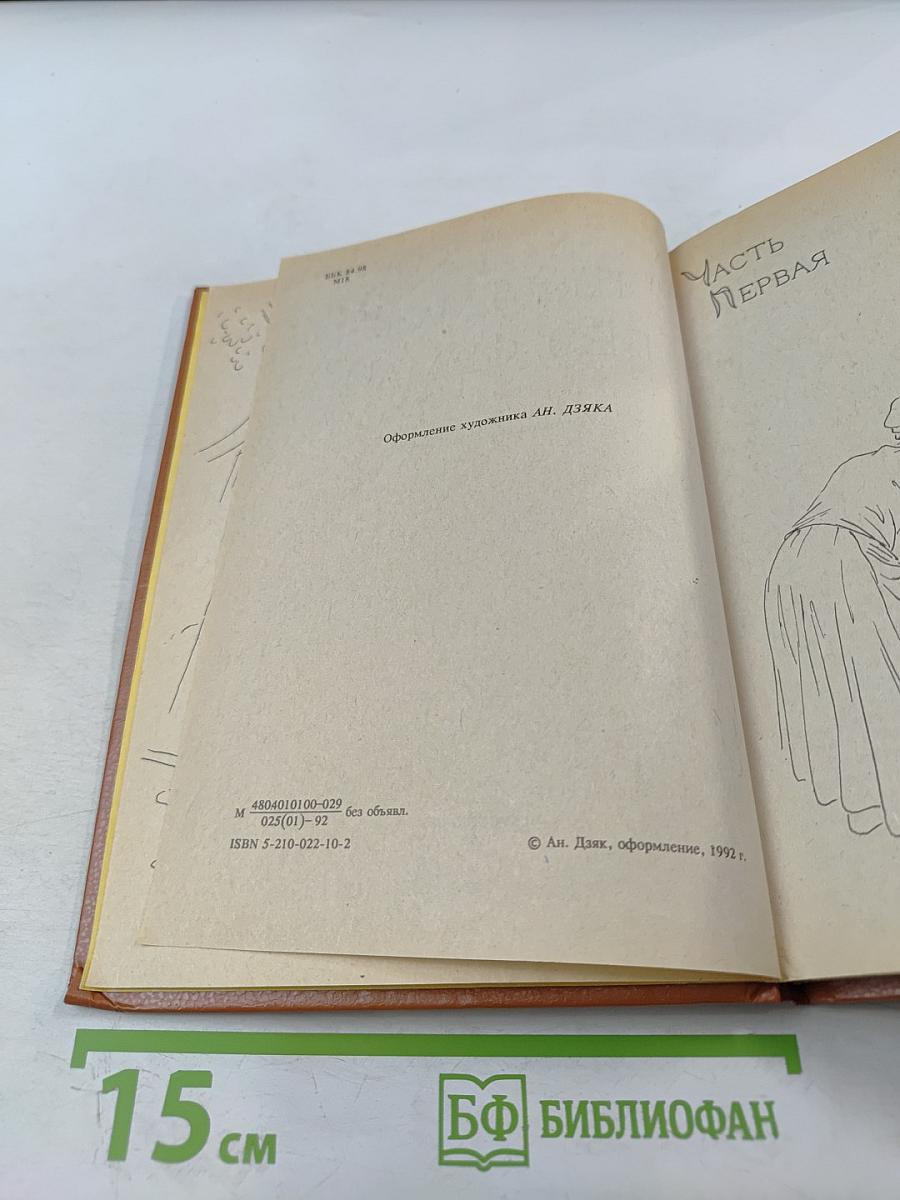 ББК 84.98
М18
Оформление художника АН. ДЗЯКА
М 4804010100-029
025(01)-92 без объявл.
ISBN 5-210-022-10-2
© Ан. Дзяк, оформление, 1992 г.
ЧАСТЬ
ПЕРВАЯ
15 см
БФ БИБЛИОФАН